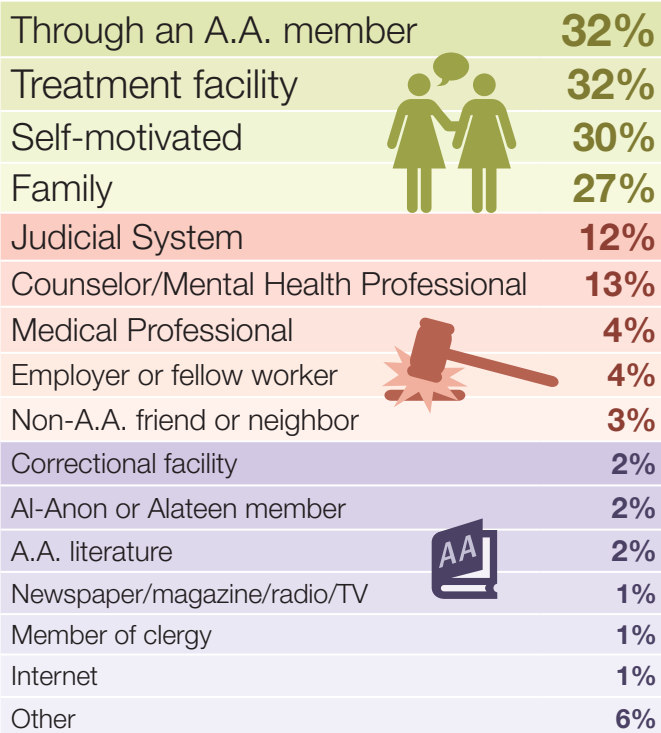 Through an A.A. member 32%
Treatment facility 32%
Self-motivated 30%
Family 27%
Judicial System 12%
Counselor/Mental Health Professional 13%
Medical Professional 4%
Employer or fellow worker 4%
Non-A.A. friend or neighbor 3%
Correctional facility 2%
Al-Anon or Alateen member 2%
A.A. literature 2%
AA
Newspaper/magazine/radio/TV 1%
Member of clergy 1%
Internet 1%
Other 6%